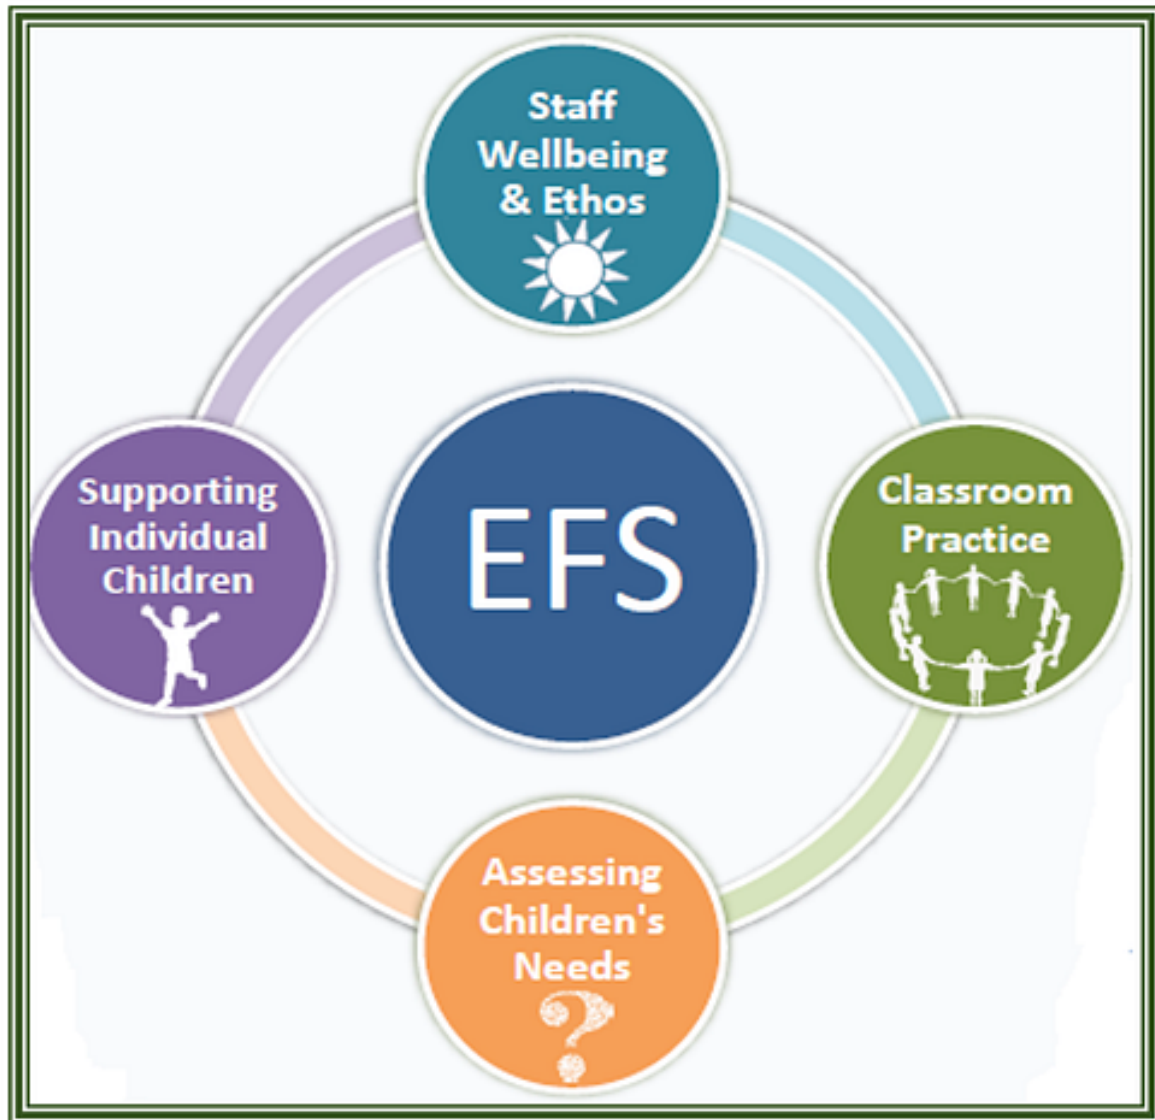 Staff
Wellbeing
& Ethos
Supporting
Individual
Children
EFS
Classroom
Practice
Assessing
Children's
Needs
?